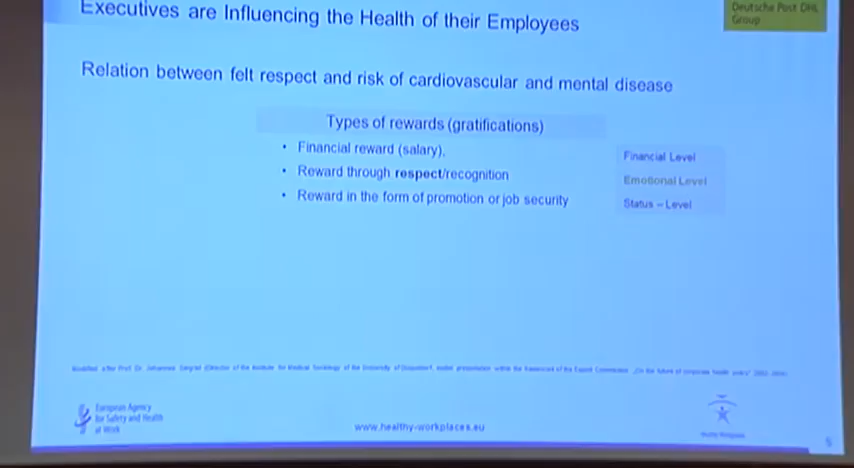 Executives are Influencing the Health of their Employees
Deutsche Post DHL
Group
Relation between felt respect and risk of cardiovascular and mental disease
Types of rewards (gratifications)
• Financial reward (salary).
• Reward through respect/recognition
• Reward in the form of promotion or job security
Financial Level
Emotional Level
Status – Level
European Agency
for Safety and Health
at Work
www.healthy-workplaces.eu
5